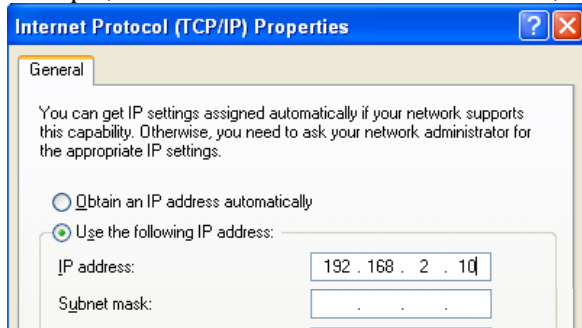 Internet Protocol (TCP/IP) Properties
General
You can get IP settings assigned automatically if your network supports
this capability. Otherwise, you need to ask your network administrator for
the appropriate IP settings.
Obtain an IP address automatically
Use the following IP address:
IP address: 192 . 168 . 2 . 10
Subnet mask: . . .